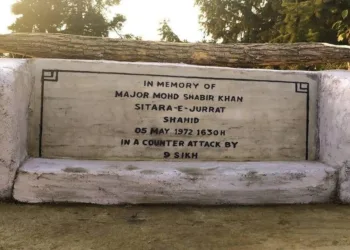 IN MEMORY OF
MAJOR MOHD SHABIR KHAN
SITARA-E-JURRAT
SHAHID
05 MAY 1972 1630H
IN A COUNTER ATTACK BY
9 SIKH